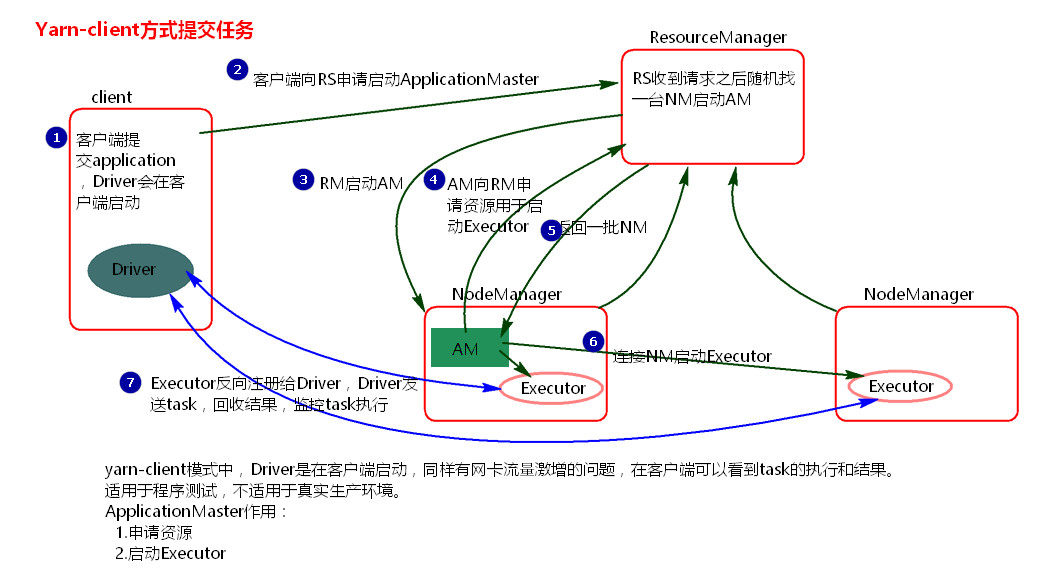 Yarn-client方式提交任务
ResourceManager
2
客户端向RS申请启动ApplicationMaster
RS收到请求之后随机找
一台NM启动AM
client
1
客户端提
交application
，Driver会在客
户端启动
3
RM启动AM
4
AM向RM申
请资源用于启
动Executor
5
返回一批NM
Driver
NodeManager
NodeManager
AM
6
连接NM启动Executor
Executor
Executor
7
Executor反向注册给Driver，Driver发
送task，回收结果，监控task执行
yarn-client模式中，Driver是在客户端启动，同样有网卡流量激增的问题，在客户端可以看到task的执行和结果。
适用于程序测试，不适用于真实生产环境。
ApplicationMaster作用：
1.申请资源
2.启动Executor